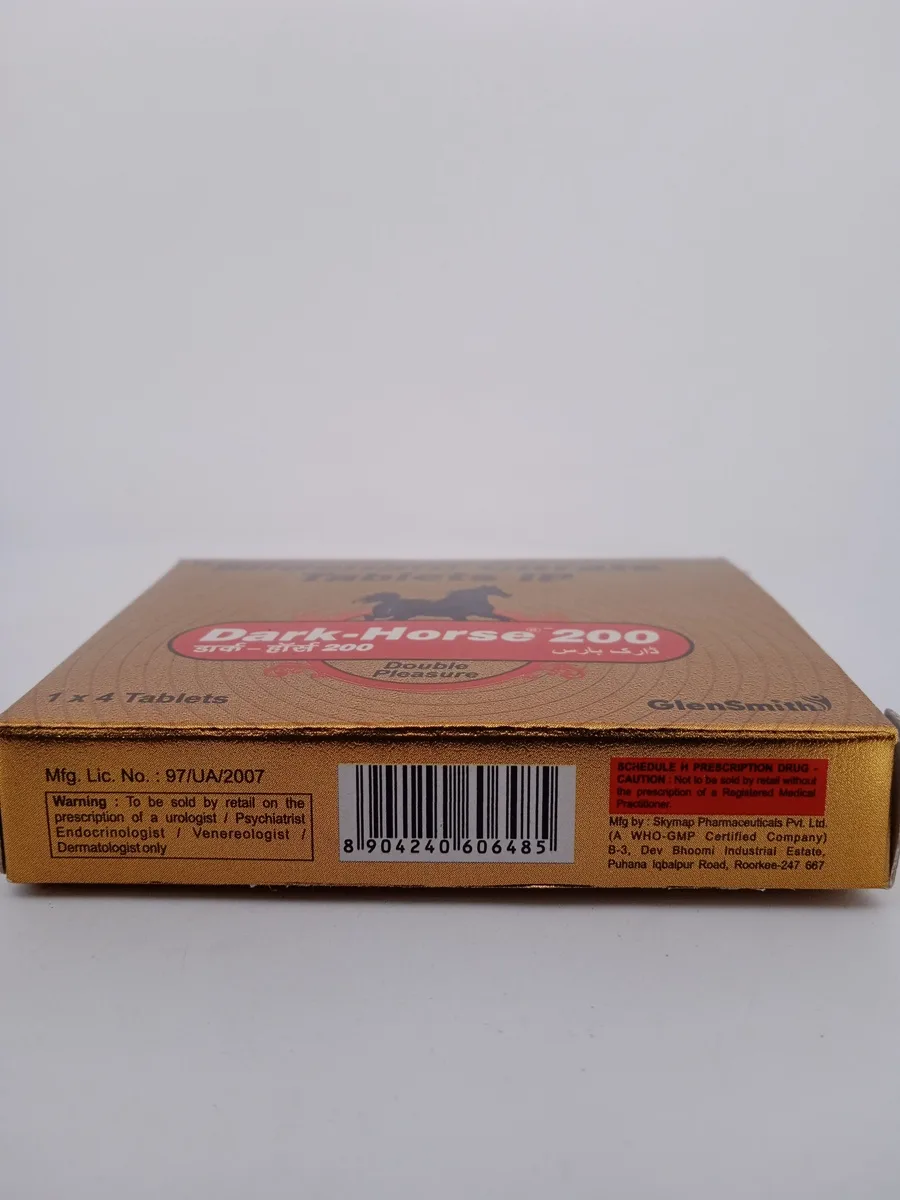 Tablets IP
Dark-Horse 200
डार्क - हॉर्स 200
ڈارک ہارس
Double
Pleasure
1 x 4 Tablets
GlenSmith
Mfg. Lic. No. : 97/UA/2007
Warning : To be sold by retail on the
prescription of a urologist / Psychiatrist
Endocrinologist / Venereologist /
Dermatologist only
8 904240 606485
SCHEDULE H PRESCRIPTION DRUG -
CAUTION : Not to be sold by retail without
the prescription of a Registered Medical
Practitioner.
Mfg by : Skymap Pharmaceuticals Pvt. Ltd.
(A WHO-GMP Certified Company)
B-3, Dev Bhoomi Industrial Estate,
Puhana Iqbalpur Road, Roorkee-247 667